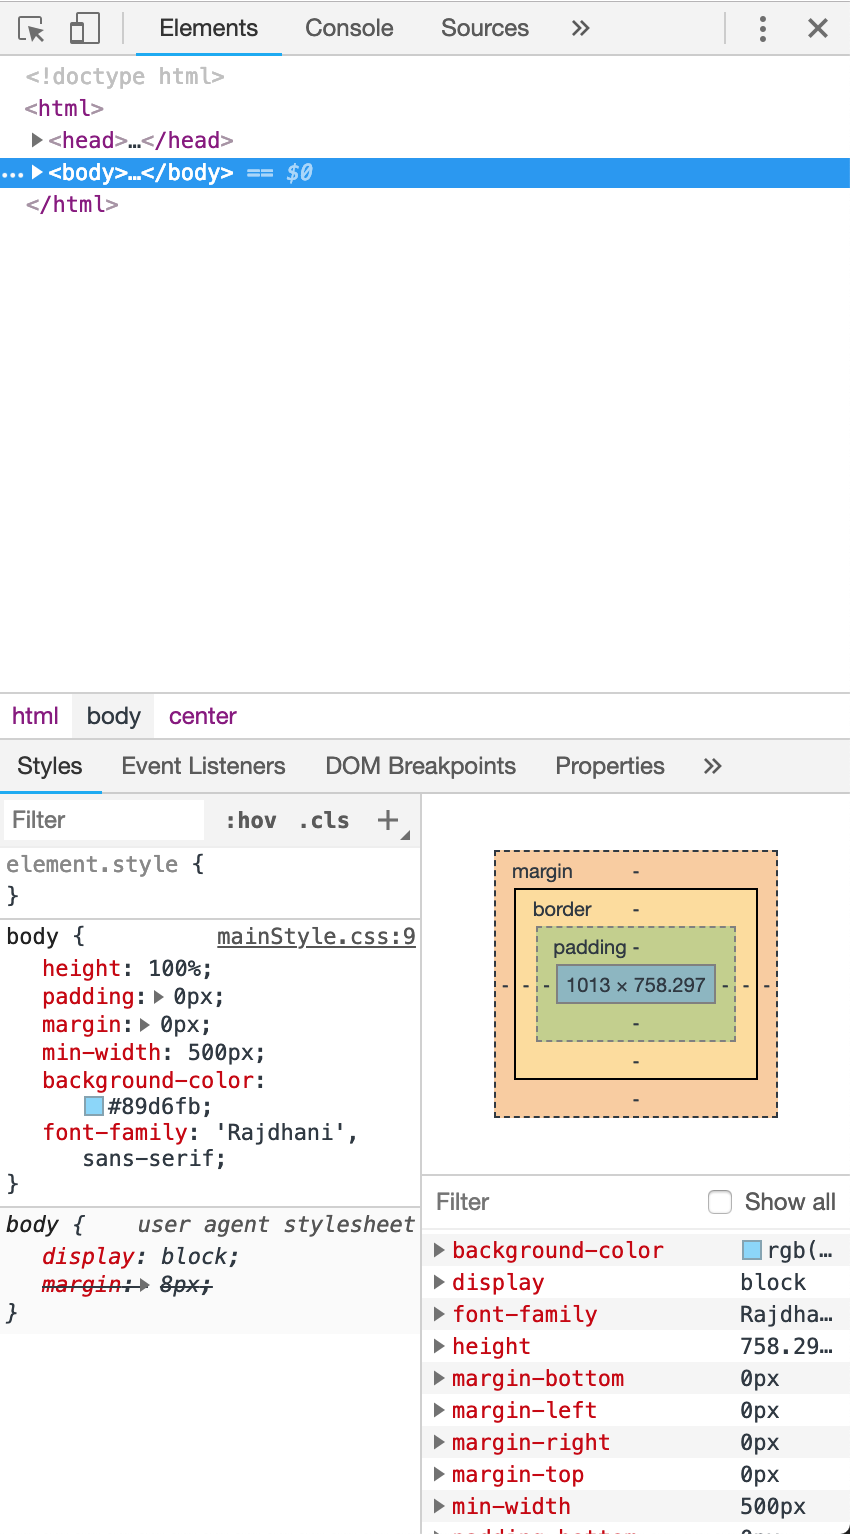 Elements Console Sources »
<!doctype html>
<html>
▶<head>…</head>
…▶<body>…</body> == $0
</html>
html body center
Styles Event Listeners DOM Breakpoints Properties »
Filter :hov .cls +
element.style {
}
body { mainStyle.css:9
height: 100%;
padding:▶ 0px;
margin:▶ 0px;
min-width: 500px;
background-color:
#89d6fb;
font-family: 'Rajdhani',
sans-serif;
}
body { user agent stylesheet
display: block;
margin:▶ 8px;
}
margin -
border -
padding -
- - - 1013 × 758.297 - - -
-
-
-
Filter Show all
▶ background-color rgb(…
▶ display block
▶ font-family Rajdha…
▶ height 758.29…
▶ margin-bottom 0px
▶ margin-left 0px
▶ margin-right 0px
▶ margin-top 0px
▶ min-width 500px